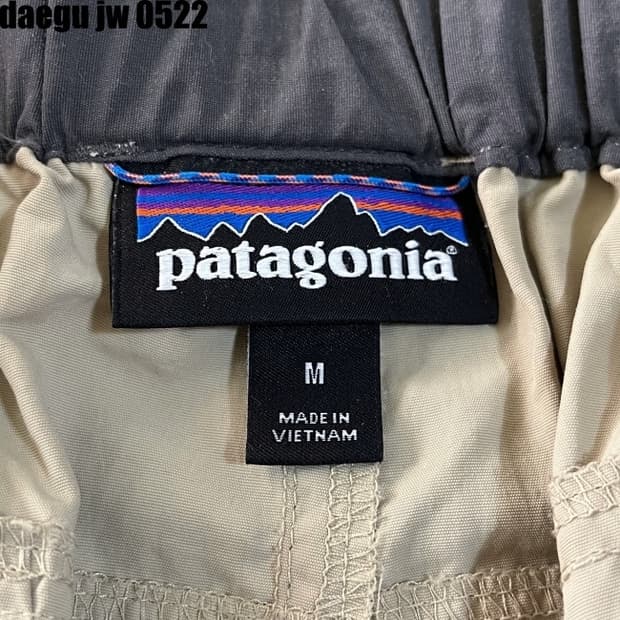 daegu jw 0522
patagonia®
M
MADE IN
VIETNAM